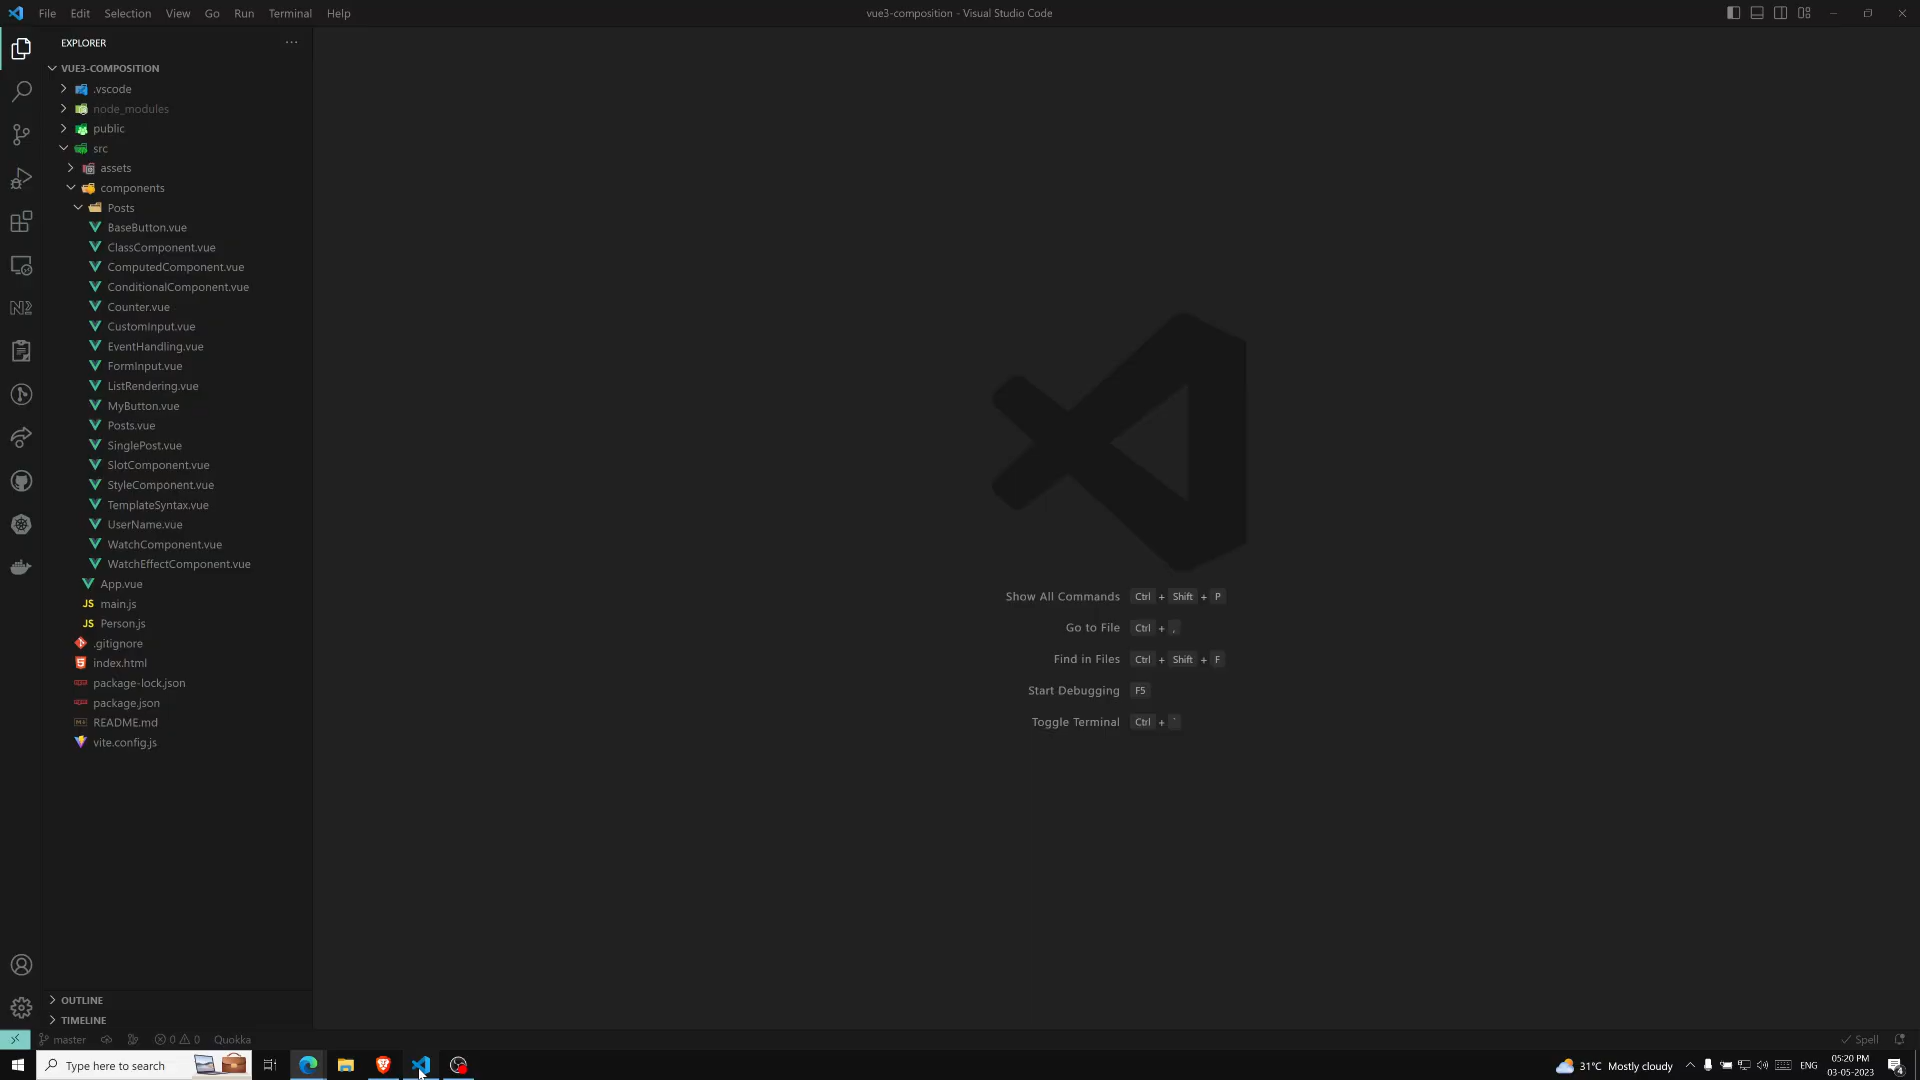 File Edit Selection View Go Run Terminal Help
vue3-composition - Visual Studio Code
EXPLORER
VUE3-COMPOSITION
.vscode
node_modules
public
src
assets
components
Posts
BaseButton.vue
ClassComponent.vue
ComputedComponent.vue
ConditionalComponent.vue
Counter.vue
CustomInput.vue
EventHandling.vue
FormInput.vue
ListRendering.vue
MyButton.vue
Posts.vue
SinglePost.vue
SlotComponent.vue
StyleComponent.vue
TemplateSyntax.vue
UserName.vue
WatchComponent.vue
WatchEffectComponent.vue
App.vue
JS main.js
JS Person.js
.gitignore
index.html
package-lock.json
package.json
README.md
vite.config.js
Show All Commands Ctrl + Shift + P
Go to File Ctrl + ,
Find in Files Ctrl + Shift + F
Start Debugging F5
Toggle Terminal Ctrl + `
OUTLINE
TIMELINE
master 0 0 Quokka
Spell
Type here to search
31°C Mostly cloudy
ENG
05:20 PM
03-05-2023
4